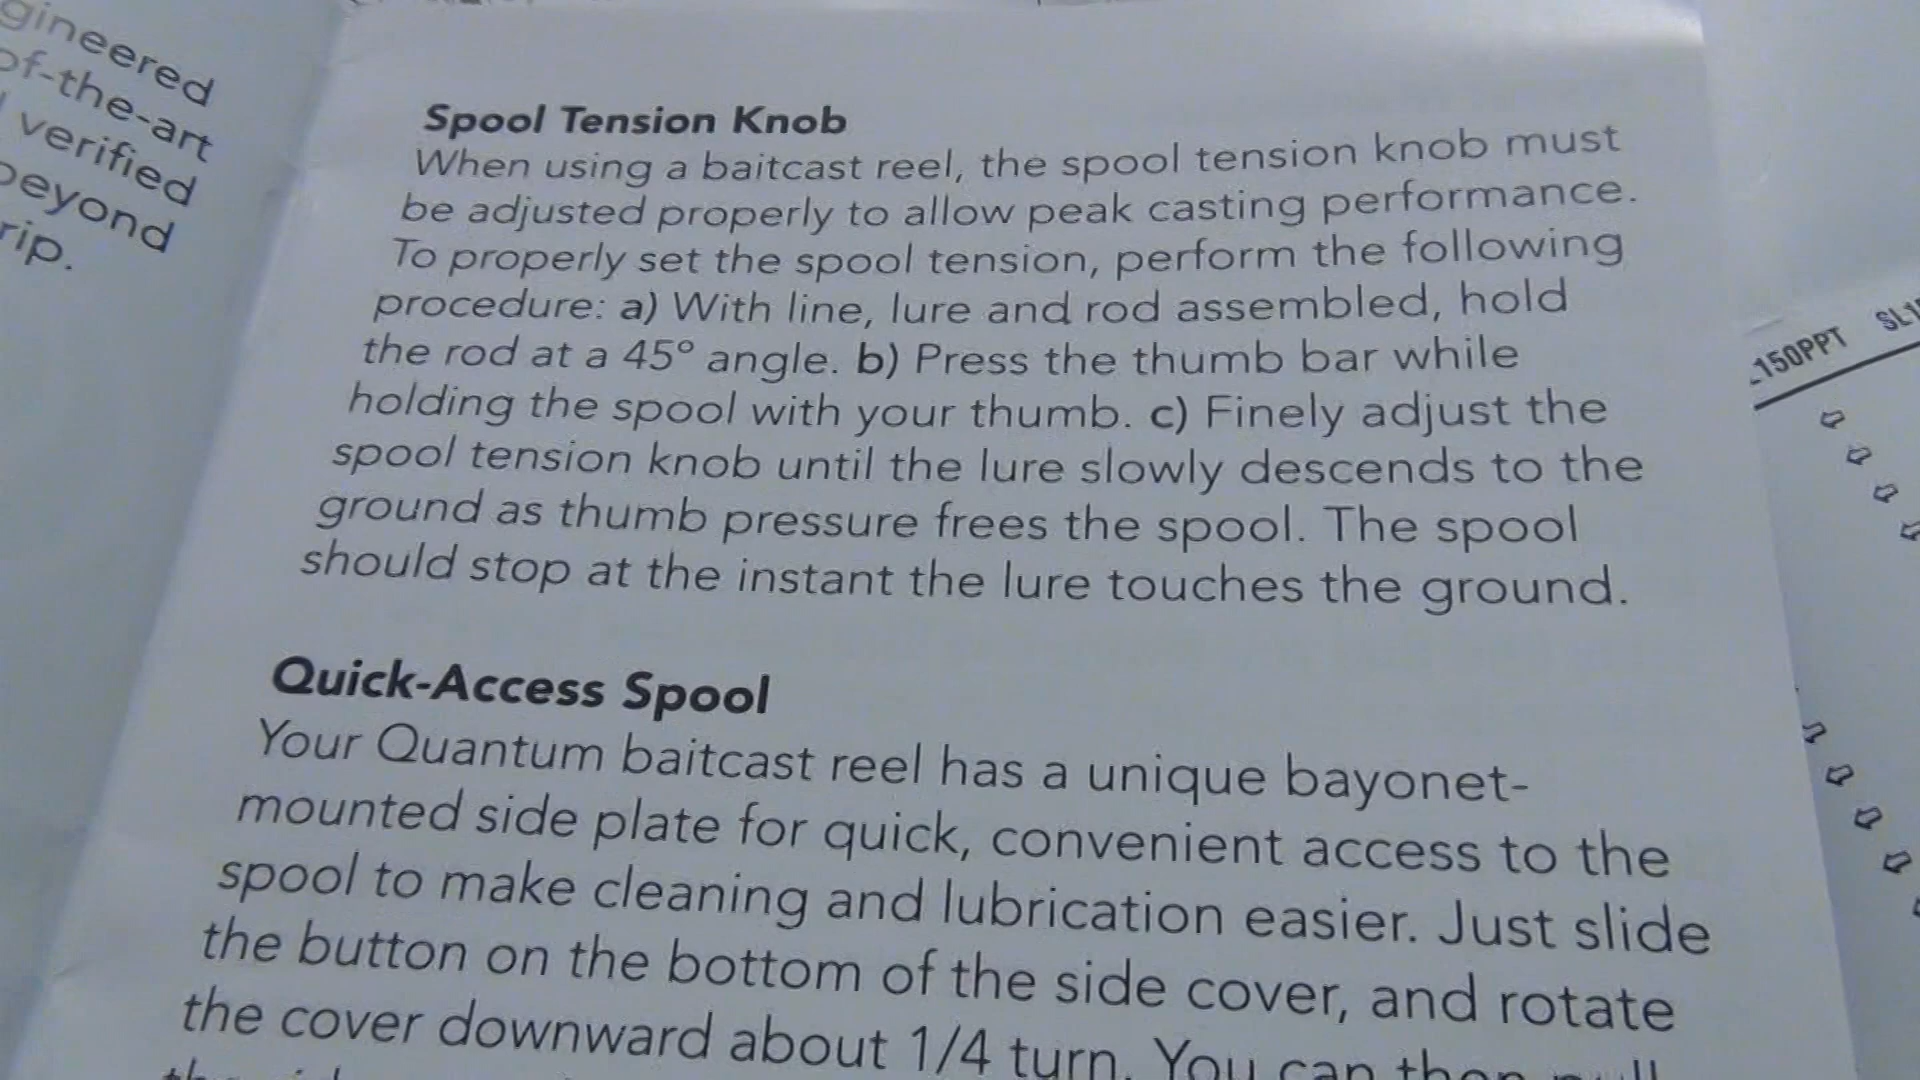 gineered
of-the-art
verified
beyond
rip.
Spool Tension Knob
When using a baitcast reel, the spool tension knob must
be adjusted properly to allow peak casting performance.
To properly set the spool tension, perform the following
procedure: a) With line, lure and rod assembled, hold
the rod at a 45° angle. b) Press the thumb bar while
holding the spool with your thumb. c) Finely adjust the
spool tension knob until the lure slowly descends to the
ground as thumb pressure frees the spool. The spool
should stop at the instant the lure touches the ground.
Quick-Access Spool
Your Quantum baitcast reel has a unique bayonet-
mounted side plate for quick, convenient access to the
spool to make cleaning and lubrication easier. Just slide
the button on the bottom of the side cover, and rotate
the cover downward about 1/4 turn. You can then pull
150PPT